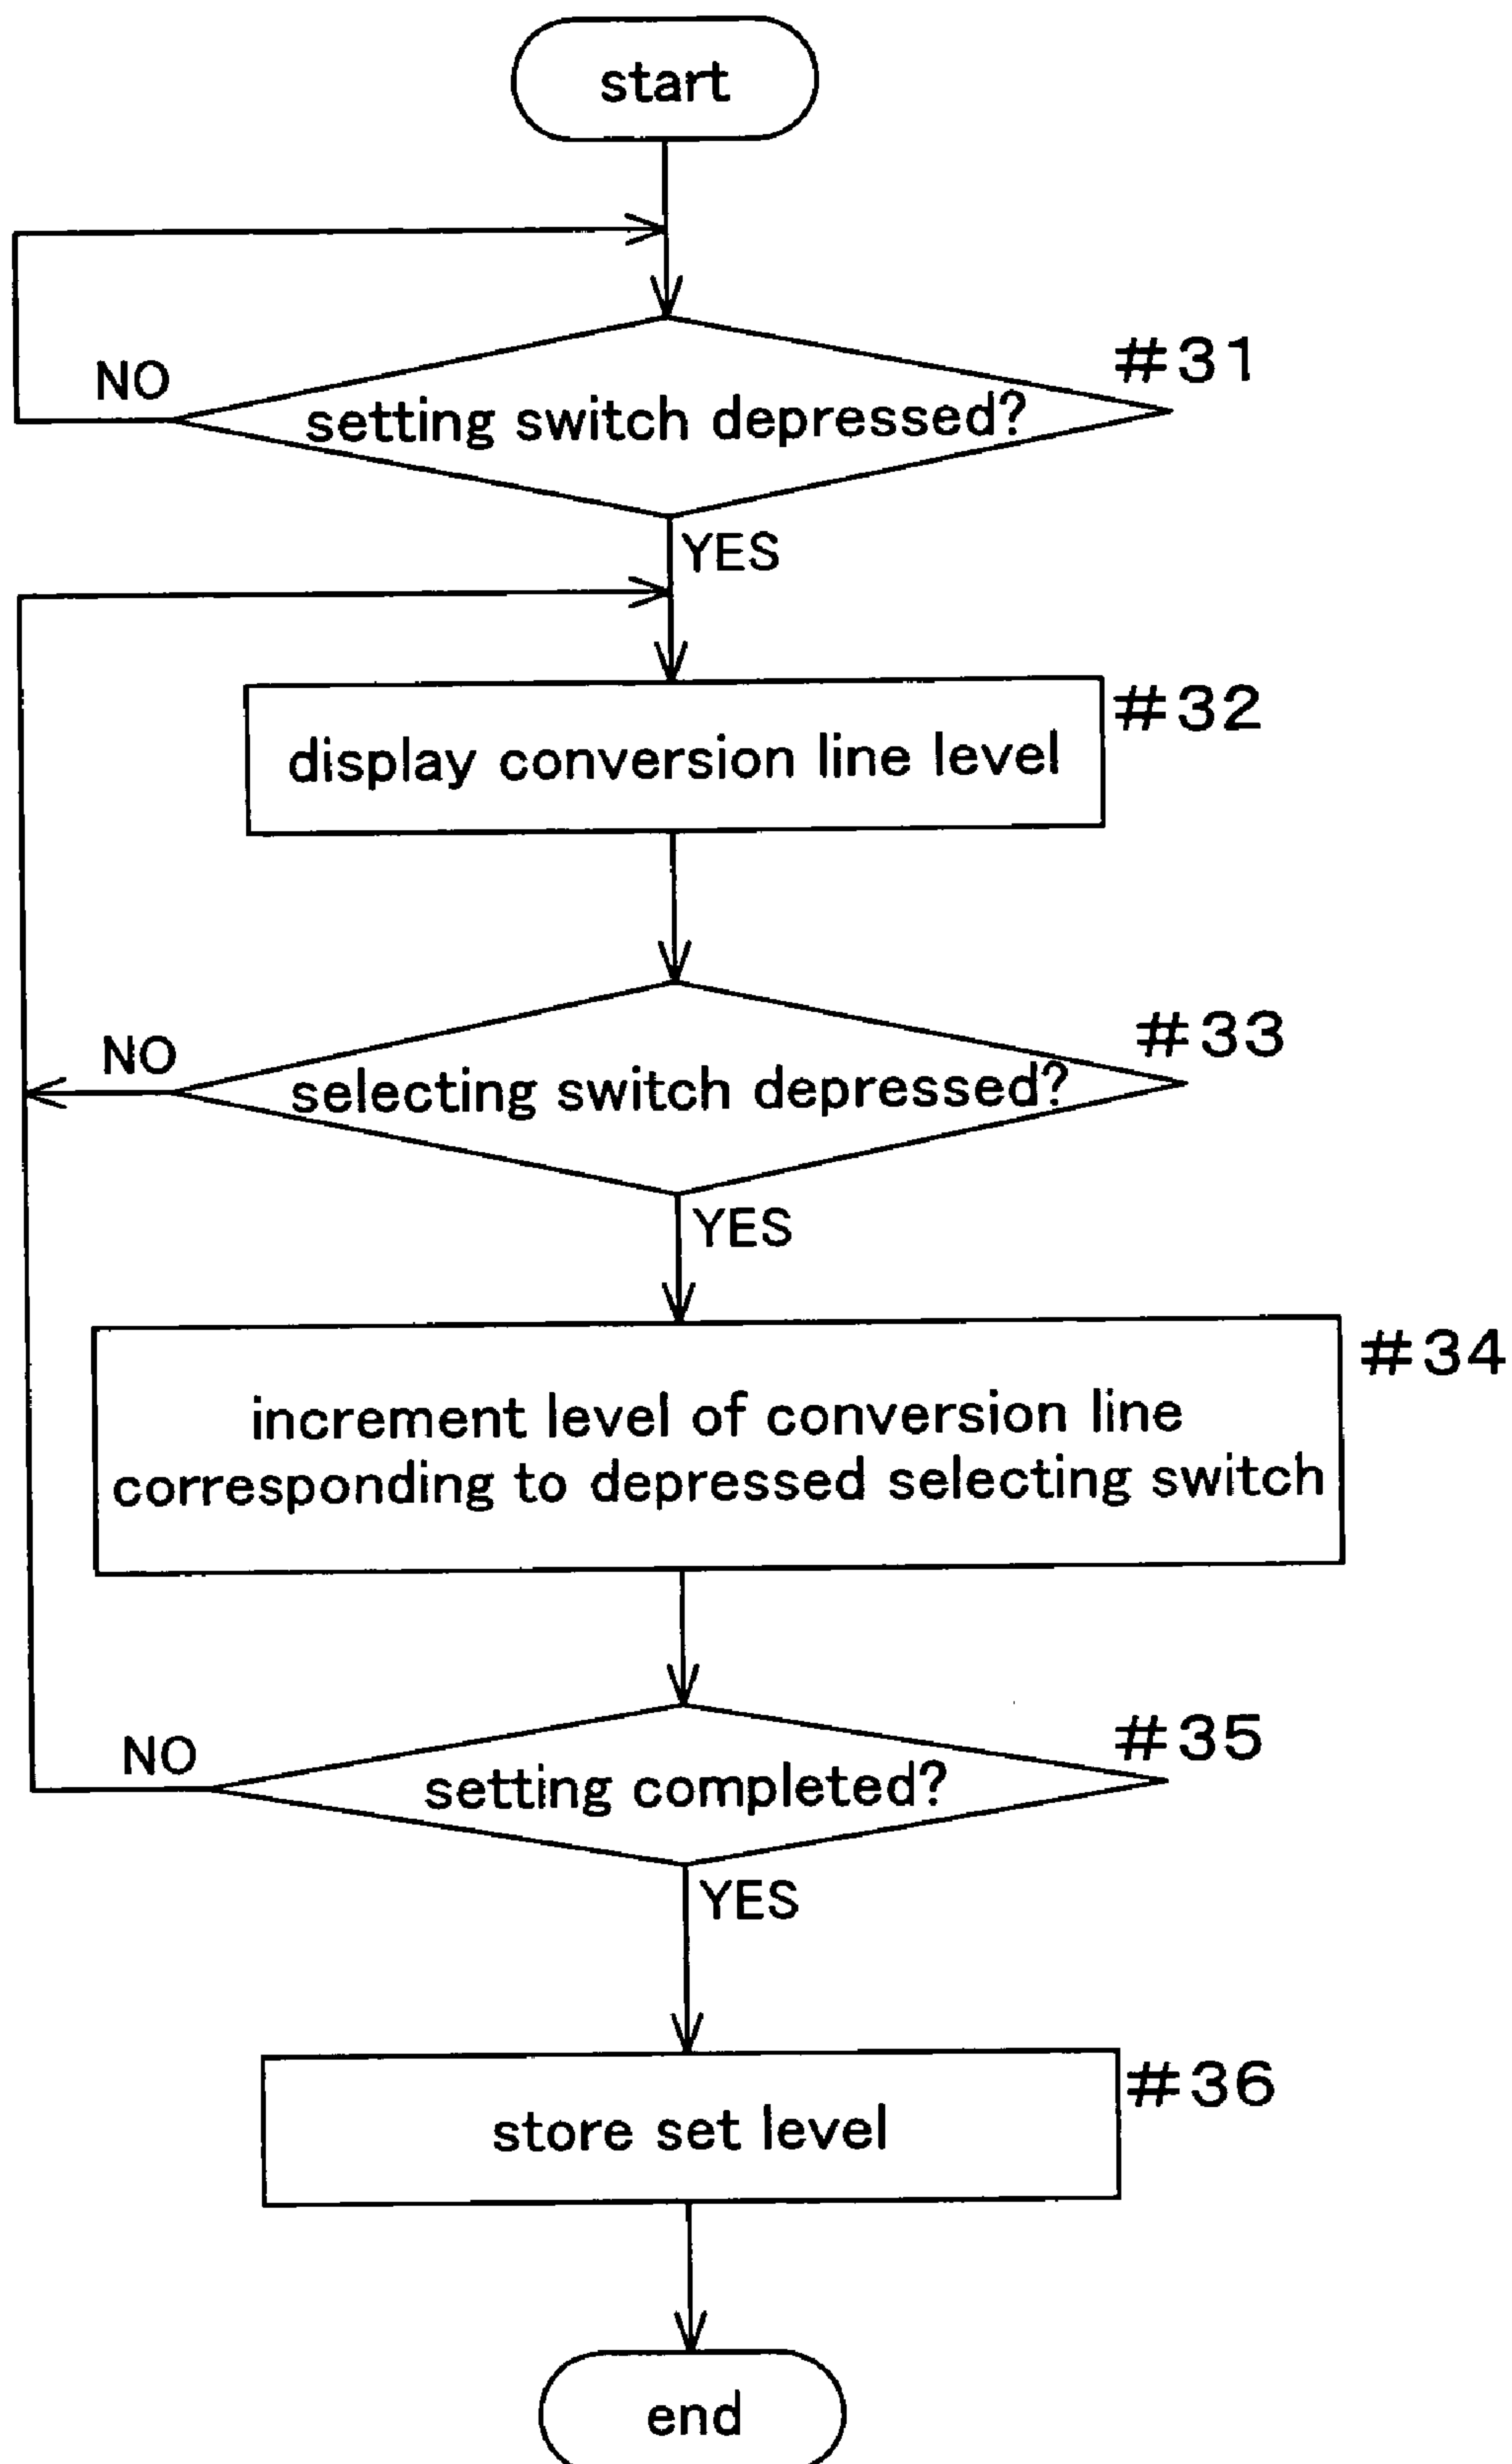 start
#31
NO
setting switch depressed?
YES
#32
display conversion line level
#33
NO
selecting switch depressed?
YES
#34
increment level of conversion line
corresponding to depressed selecting switch
#35
NO
setting completed?
YES
#36
store set level
end